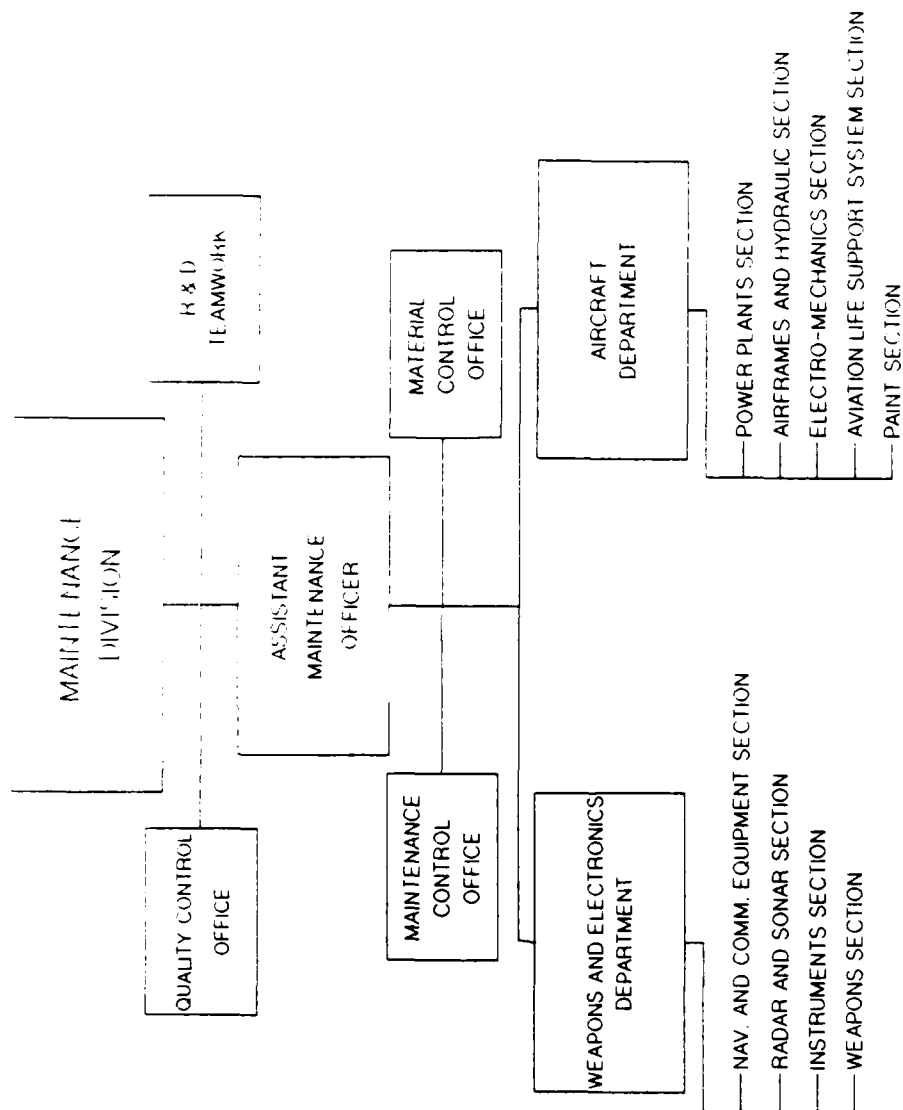 MAINTENANCE
DIVISION
QUALITY CONTROL
OFFICE
R & D
TEAMWORK
ASSISTANT
MAINTENANCE
OFFICER
MAINTENANCE
CONTROL
OFFICE
MATERIAL
CONTROL
OFFICE
WEAPONS AND ELECTRONICS
DEPARTMENT
AIRCRAFT
DEPARTMENT
NAV. AND COMM. EQUIPMENT SECTION
RADAR AND SONAR SECTION
INSTRUMENTS SECTION
WEAPONS SECTION
POWER PLANTS SECTION
AIRFRAMES AND HYDRAULIC SECTION
ELECTRO-MECHANICS SECTION
AVIATION LIFE SUPPORT SYSTEM SECTION
PAINT SECTION